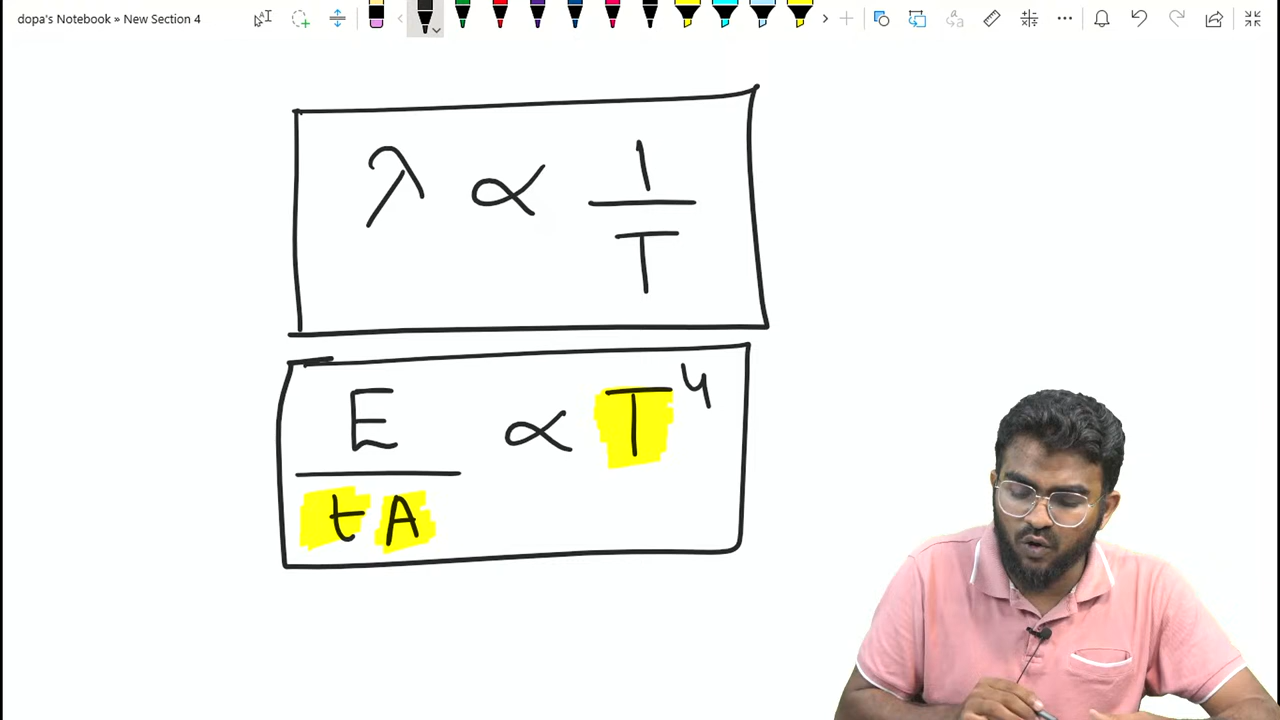 dopa's Notebook » New Section 4
λ ∝ 1/T
E/tA ∝ T⁴